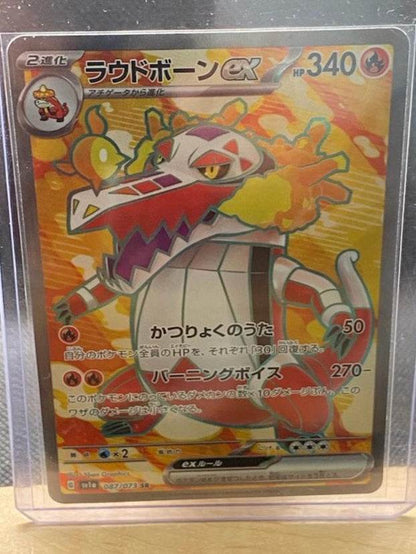 2進化 ラウドボーンex HP 340
アチゲータから進化
かつりょくのうた 50
自分のポケモン全員のHPを、それぞれ「30」回復する。
バーニングボイス 270-
このポケモンにのっているダメカンの数×10ダメージぶん、この
ワザのダメージは小さくなる。
×2
exルール
sv1a 087/073 SR